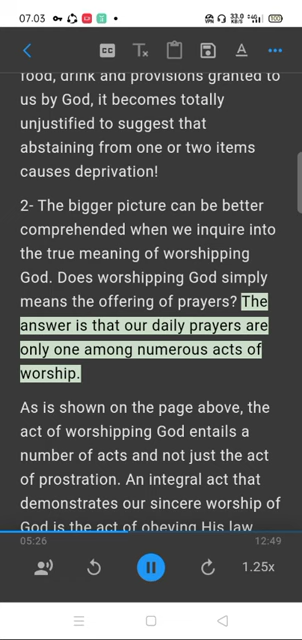 07.03
33.0
KB/S
CC
food, drink and provisions granted to
us by God, it becomes totally
unjustified to suggest that
abstaining from one or two items
causes deprivation!
2- The bigger picture can be better
comprehended when we inquire into
the true meaning of worshipping
God. Does worshipping God simply
means the offering of prayers? The
answer is that our daily prayers are
only one among numerous acts of
worship.
As is shown on the page above, the
act of worshipping God entails a
number of acts and not just the act
of prostration. An integral act that
demonstrates our sincere worship of
God is the act of obeying His law
05:26
12:49
1.25x